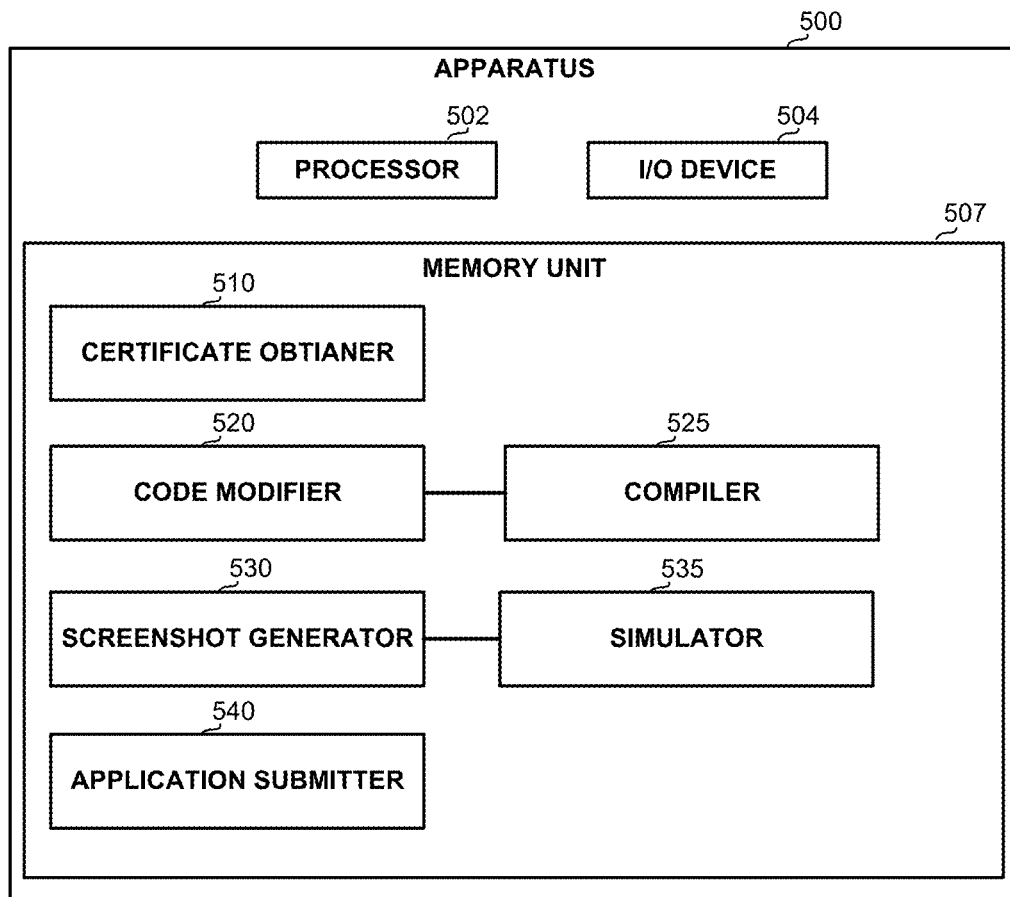 500
APPARATUS
502
504
PROCESSOR
I/O DEVICE
507
MEMORY UNIT
510
CERTIFICATE OBTIANER
520
525
CODE MODIFIER
COMPILER
530
535
SCREENSHOT GENERATOR
SIMULATOR
540
APPLICATION SUBMITTER